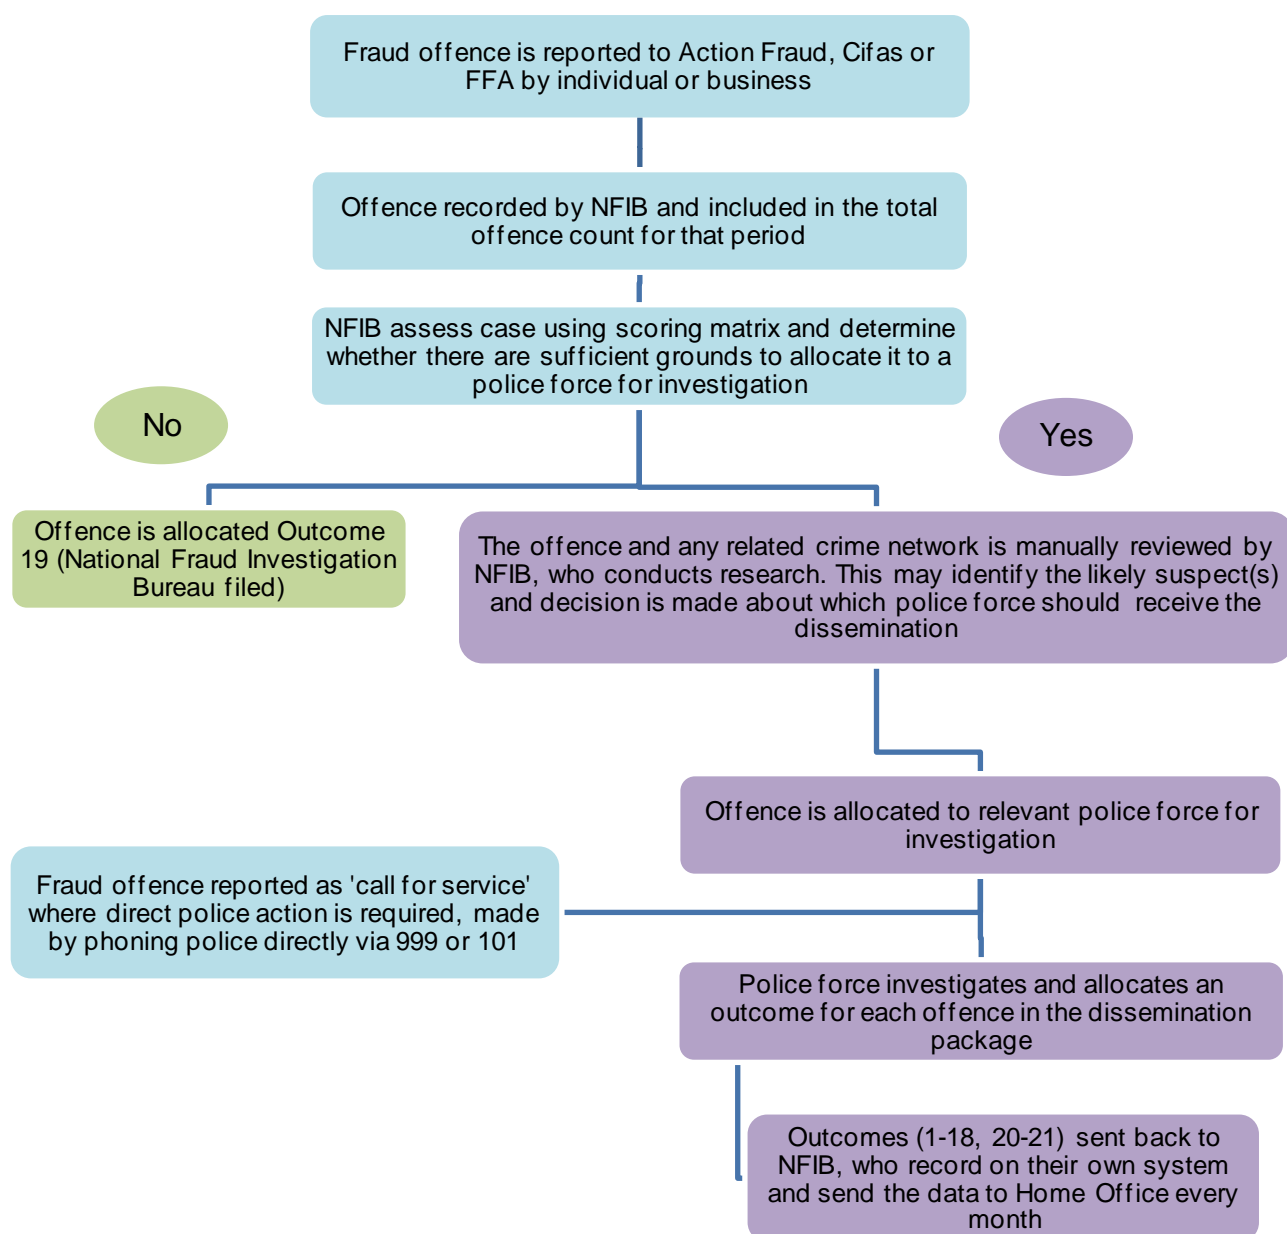 Fraud offence is reported to Action Fraud, Cifas or
FFA by individual or business
Offence recorded by NFIB and included in the total
offence count for that period
NFIB assess case using scoring matrix and determine
whether there are sufficient grounds to allocate it to a
police force for investigation
No
Yes
Offence is allocated Outcome
19 (National Fraud Investigation
Bureau filed)
The offence and any related crime network is manually reviewed by
NFIB, who conducts research. This may identify the likely suspect(s)
and decision is made about which police force should receive the
dissemination
Offence is allocated to relevant police force for
investigation
Fraud offence reported as 'call for service'
where direct police action is required, made
by phoning police directly via 999 or 101
Police force investigates and allocates an
outcome for each offence in the dissemination
package
Outcomes (1-18, 20-21) sent back to
NFIB, who record on their own system
and send the data to Home Office every
month